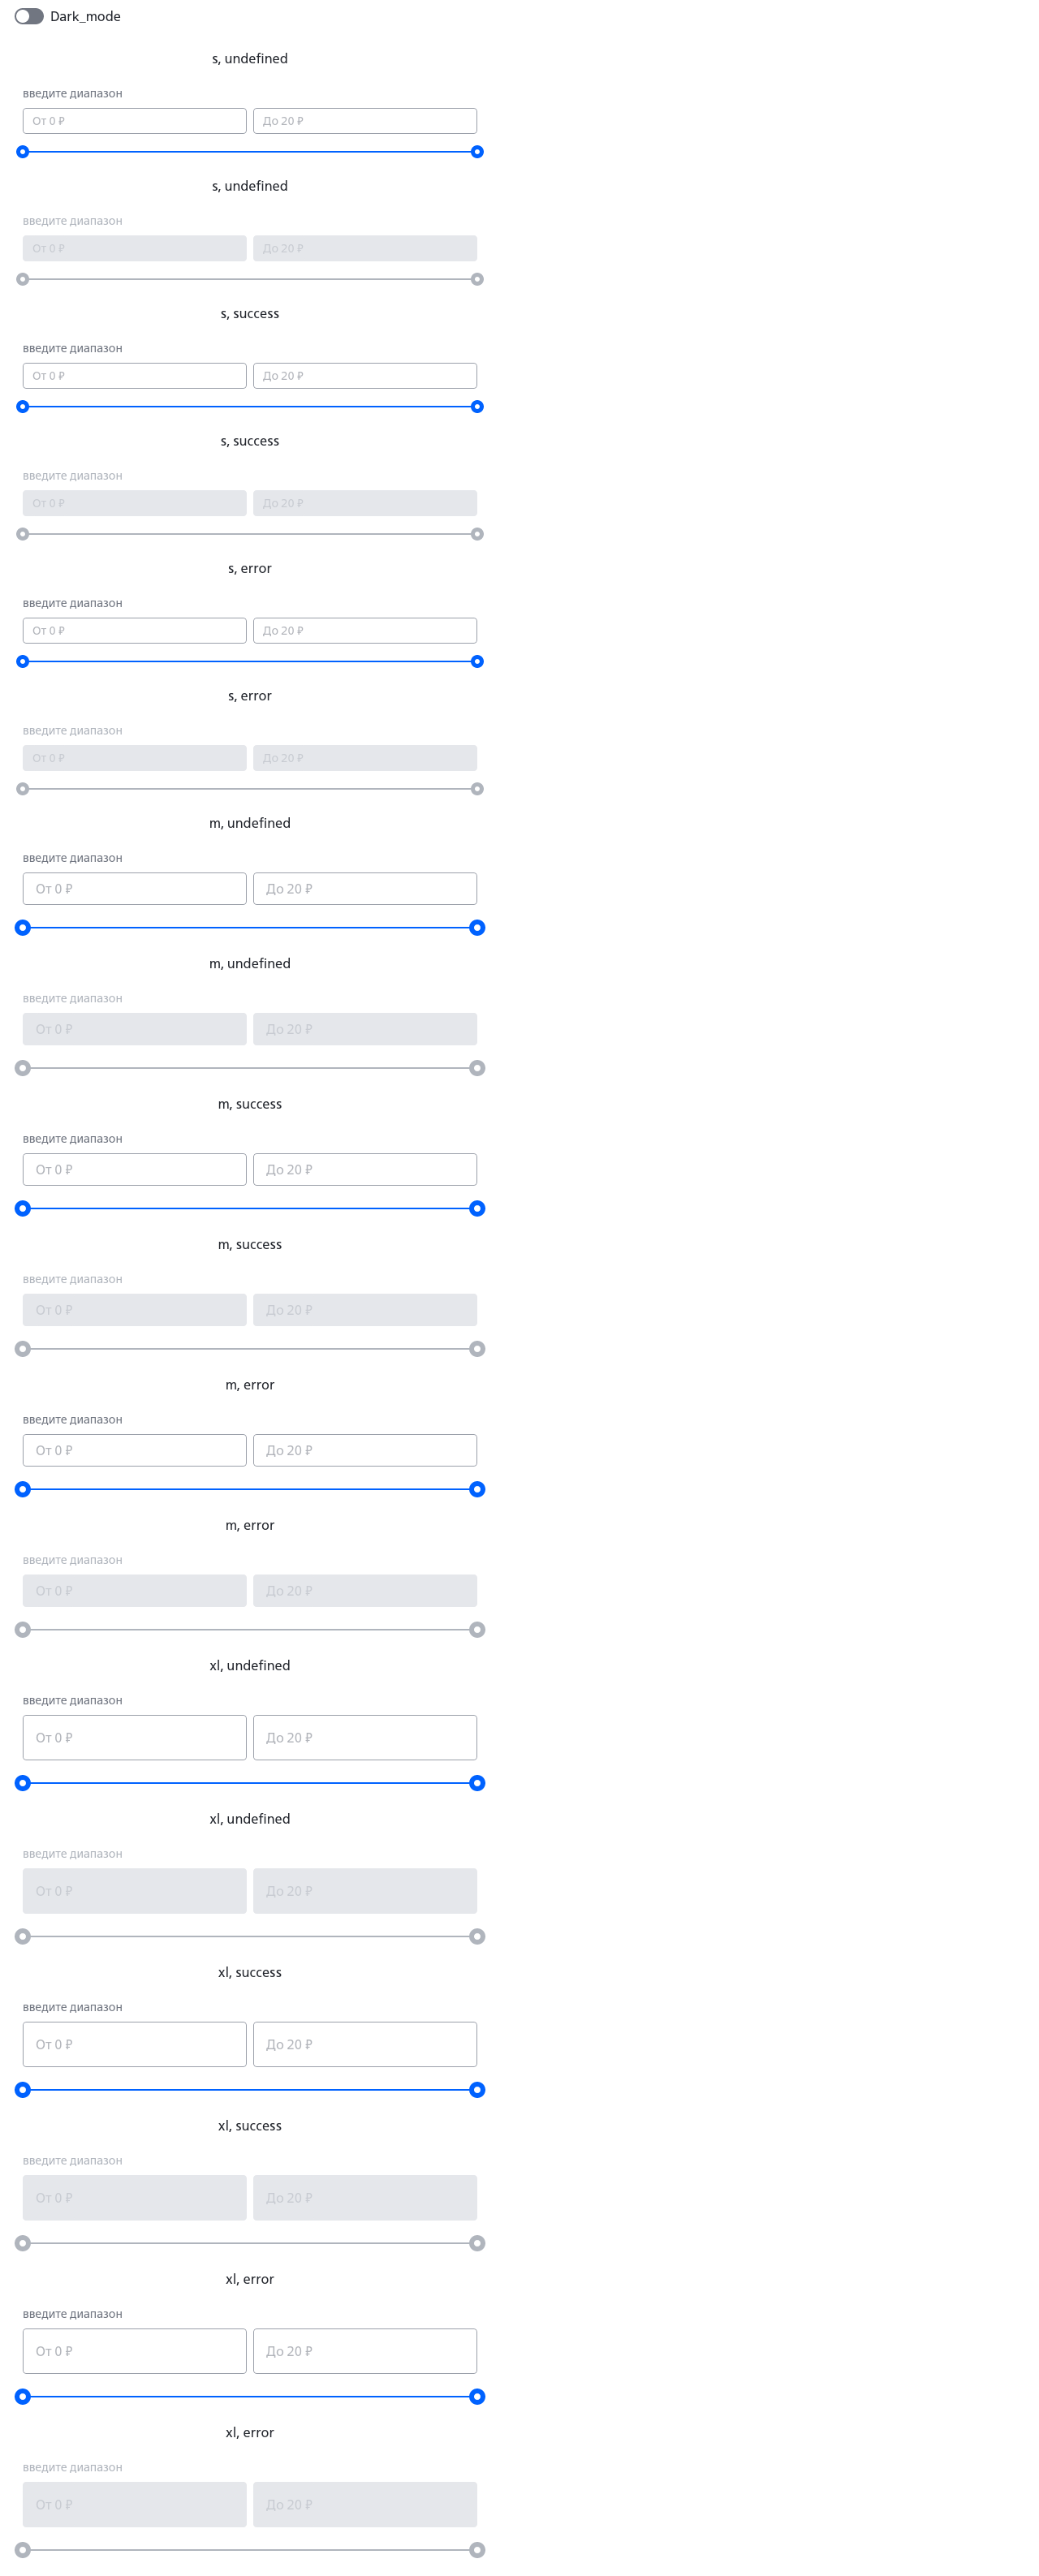 Dark_mode
s, undefined
введите диапазон
От 0 ₽ До 20 ₽
s, undefined
введите диапазон
От 0 ₽ До 20 ₽
s, success
введите диапазон
От 0 ₽ До 20 ₽
s, success
введите диапазон
От 0 ₽ До 20 ₽
s, error
введите диапазон
От 0 ₽ До 20 ₽
s, error
введите диапазон
От 0 ₽ До 20 ₽
m, undefined
введите диапазон
От 0 ₽ До 20 ₽
m, undefined
введите диапазон
От 0 ₽ До 20 ₽
m, success
введите диапазон
От 0 ₽ До 20 ₽
m, success
введите диапазон
От 0 ₽ До 20 ₽
m, error
введите диапазон
От 0 ₽ До 20 ₽
m, error
введите диапазон
От 0 ₽ До 20 ₽
xl, undefined
введите диапазон
От 0 ₽ До 20 ₽
xl, undefined
введите диапазон
От 0 ₽ До 20 ₽
xl, success
введите диапазон
От 0 ₽ До 20 ₽
xl, success
введите диапазон
От 0 ₽ До 20 ₽
xl, error
введите диапазон
От 0 ₽ До 20 ₽
xl, error
введите диапазон
От 0 ₽ До 20 ₽